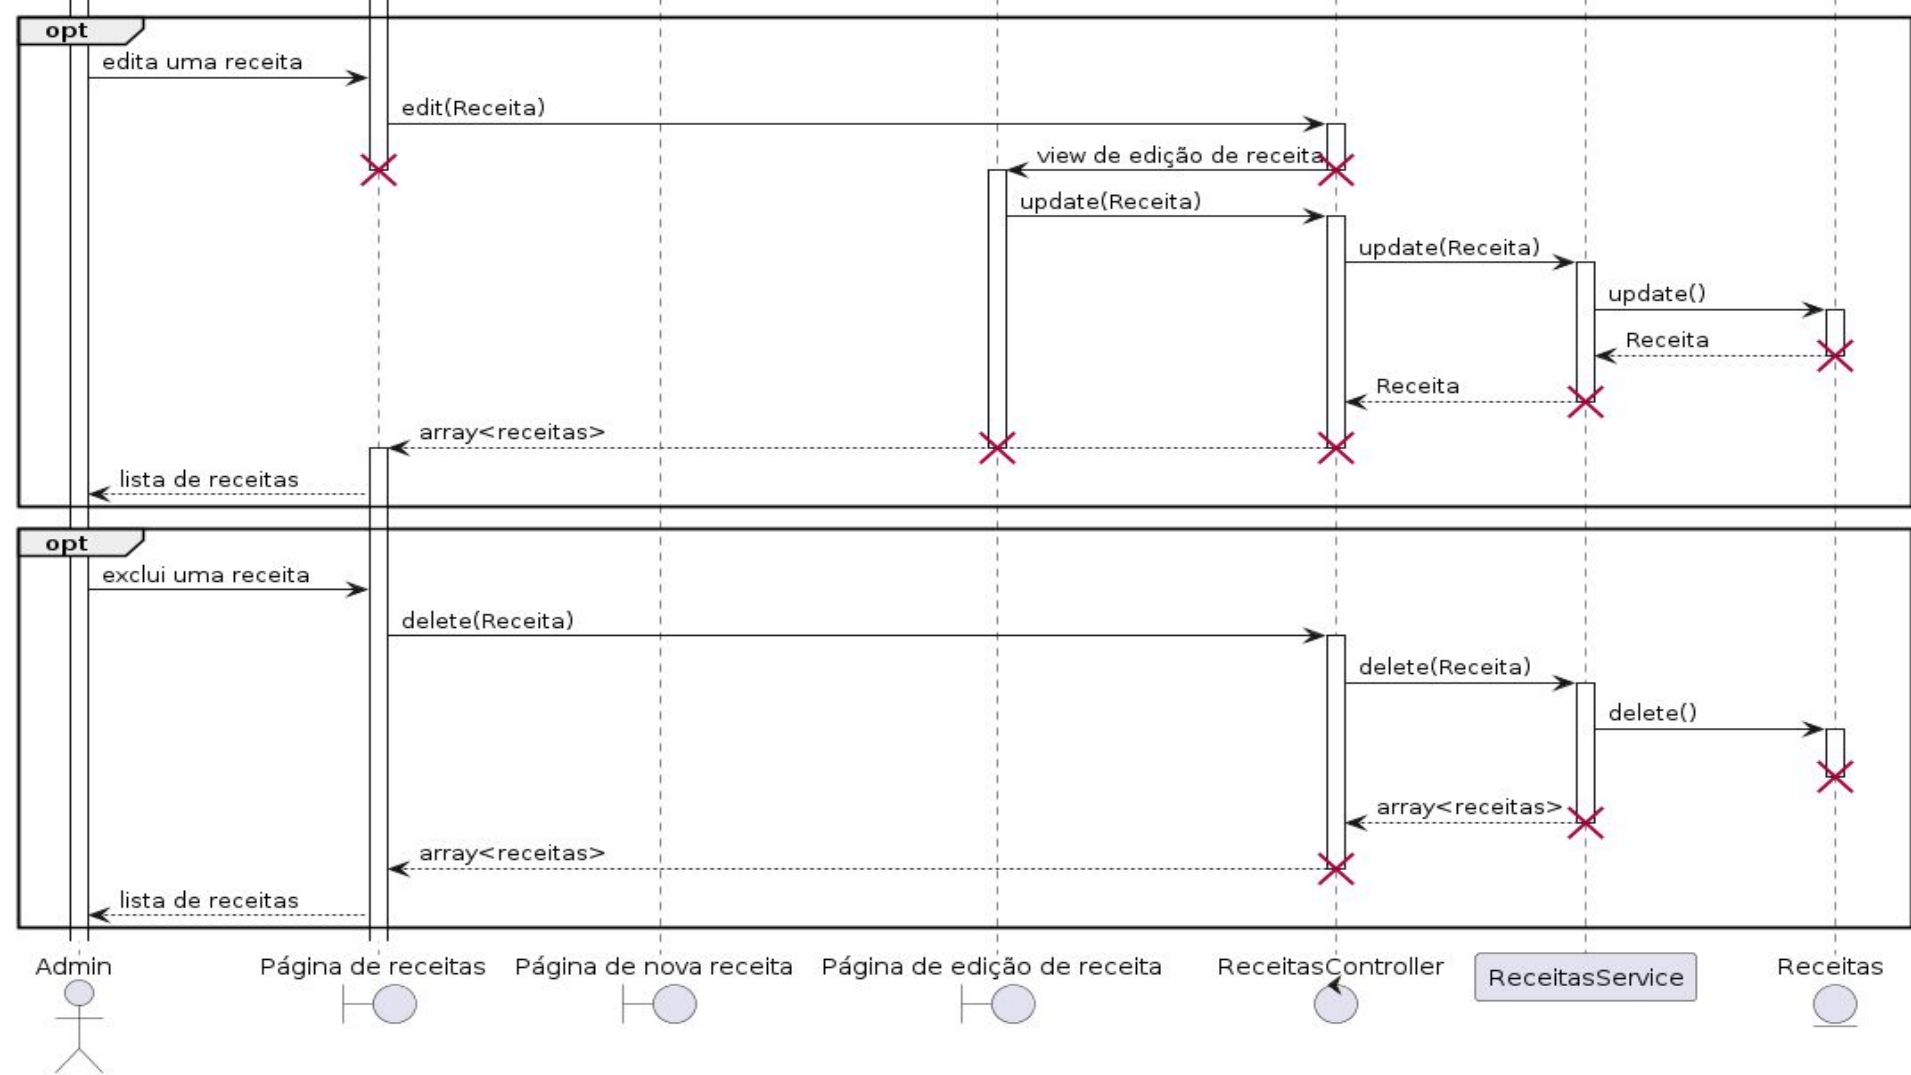 opt
edita uma receita
edit(Receita)
view de edição de receita
update(Receita)
update(Receita)
update()
Receita
Receita
array<receitas>
lista de receitas
opt
exclui uma receita
delete(Receita)
delete(Receita)
delete()
array<receitas>
array<receitas>
lista de receitas
Admin
Página de receitas
Página de nova receita
Página de edição de receita
ReceitasController
ReceitasService
Receitas